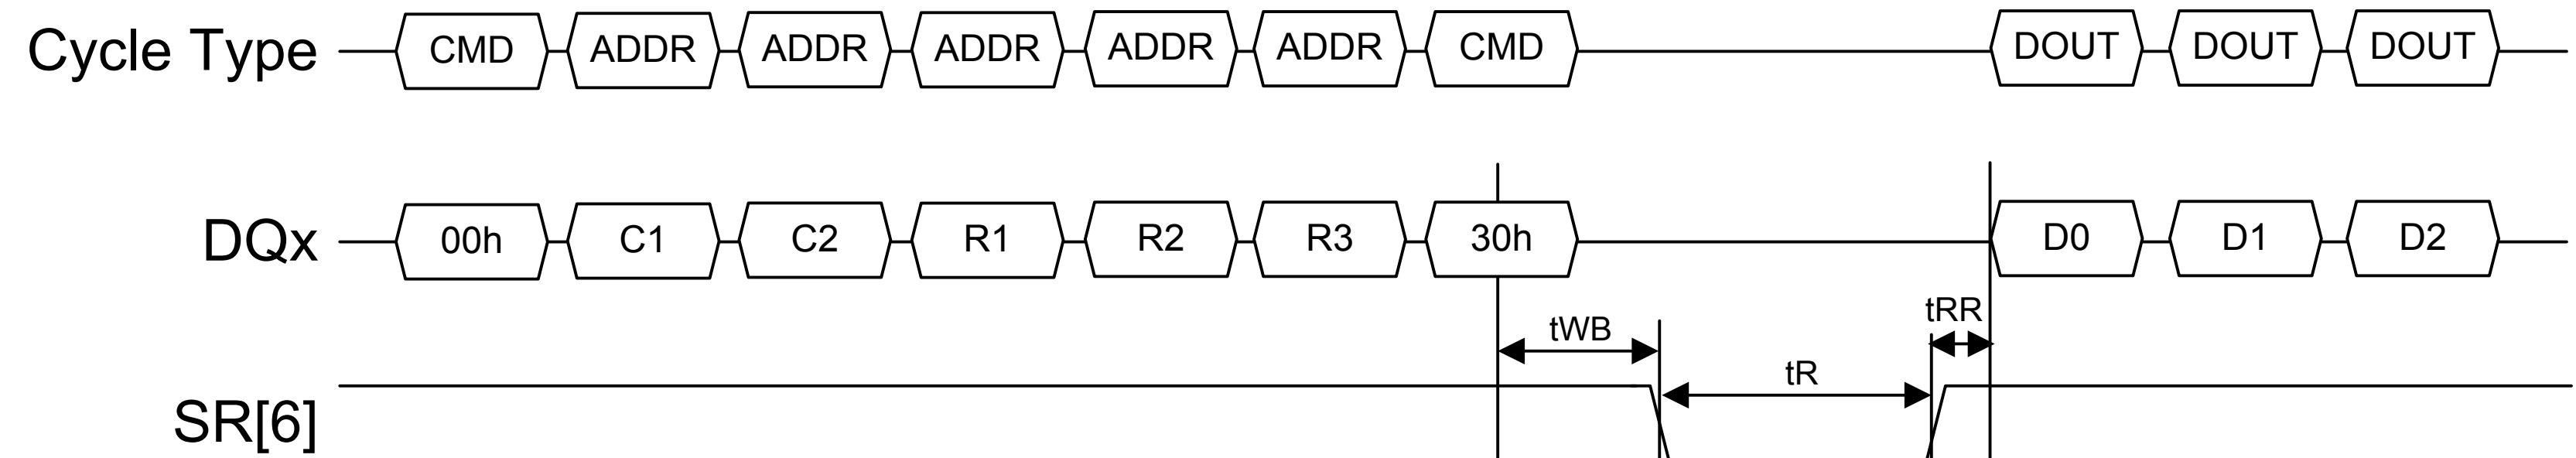 Cycle Type CMD ADDR ADDR ADDR ADDR ADDR CMD DOUT DOUT DOUT
DQx 00h C1 C2 R1 R2 R3 30h D0 D1 D2
tRR
tWB
tR
SR[6]